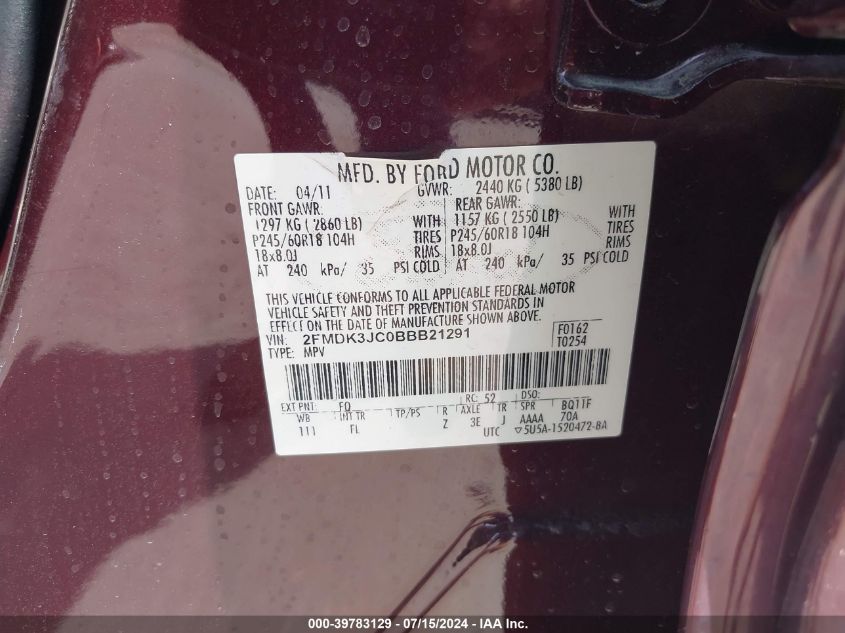 MFD. BY FORD MOTOR CO.
DATE: 04/11 GVWR: 2440 KG ( 5380 LB)
FRONT GAWR: REAR GAWR:
1297 KG ( 2860 LB) WITH 1157 KG ( 2550 LB) WITH
P245/60R18 104H TIRES P245/60R18 104H TIRES
18x8.0J RIMS 18x8.0J RIMS
AT 240 kPa/ 35 PSI COLD AT 240 kPa/ 35 PSI COLD
THIS VEHICLE CONFORMS TO ALL APPLICABLE FEDERAL MOTOR
VEHICLE SAFETY AND THEFT PREVENTION STANDARDS IN
EFFECT ON THE DATE OF MANUFACTURE SHOWN ABOVE.
VIN: 2FMDK3JC0BBB21291 F0162
TYPE: MPV T0254
EXT PNT: FQ RC: 52 DSO:
WB INT TR TP/PS R AXLE TR SPR BQ11F
111 FL Z 3E J AAAA 70A
UTC ▽5U5A-1520472-BA
000-39783129 - 07/15/2024 - IAA Inc.